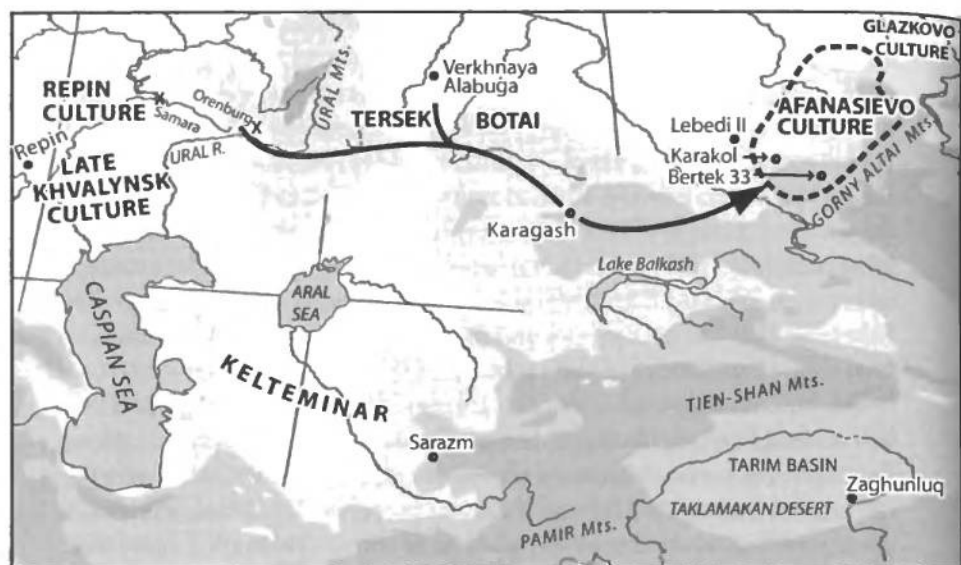 GLAZKOVO
CULTURE
Verkhnaya
Alabuga
REPIN
CULTURE
Orenburg
X
X
Samara
URAL Mts.
TERSEK
BOTAI
AFANASIEVO
CULTURE
Lebedi II
Repin
Karakol
LATE
KHVALYNSK
CULTURE
URAL R.
Bertek 33
GORNY ALTAI Mts.
Karagash
Lake Balkash
ARAL
SEA
CASPIAN SEA
KELTEMINAR
TIEN-SHAN Mts.
Sarazm
TARIM BASIN
Zaghunluq
TAKLAMAKAN DESERT
PAMIR Mts.